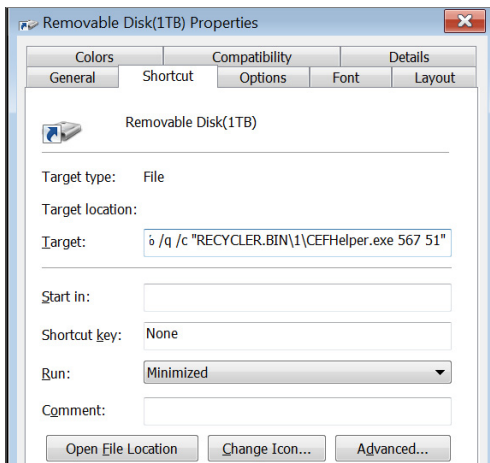 Removable Disk(1TB) Properties
Colors Compatibility Details
General Shortcut Options Font Layout
Removable Disk(1TB)
Target type: File
Target location:
Target: /q /c "RECYCLER.BIN\1\CEFHelper.exe 567 51"
Start in:
Shortcut key: None
Run: Minimized
Comment:
Open File Location Change Icon... Advanced...